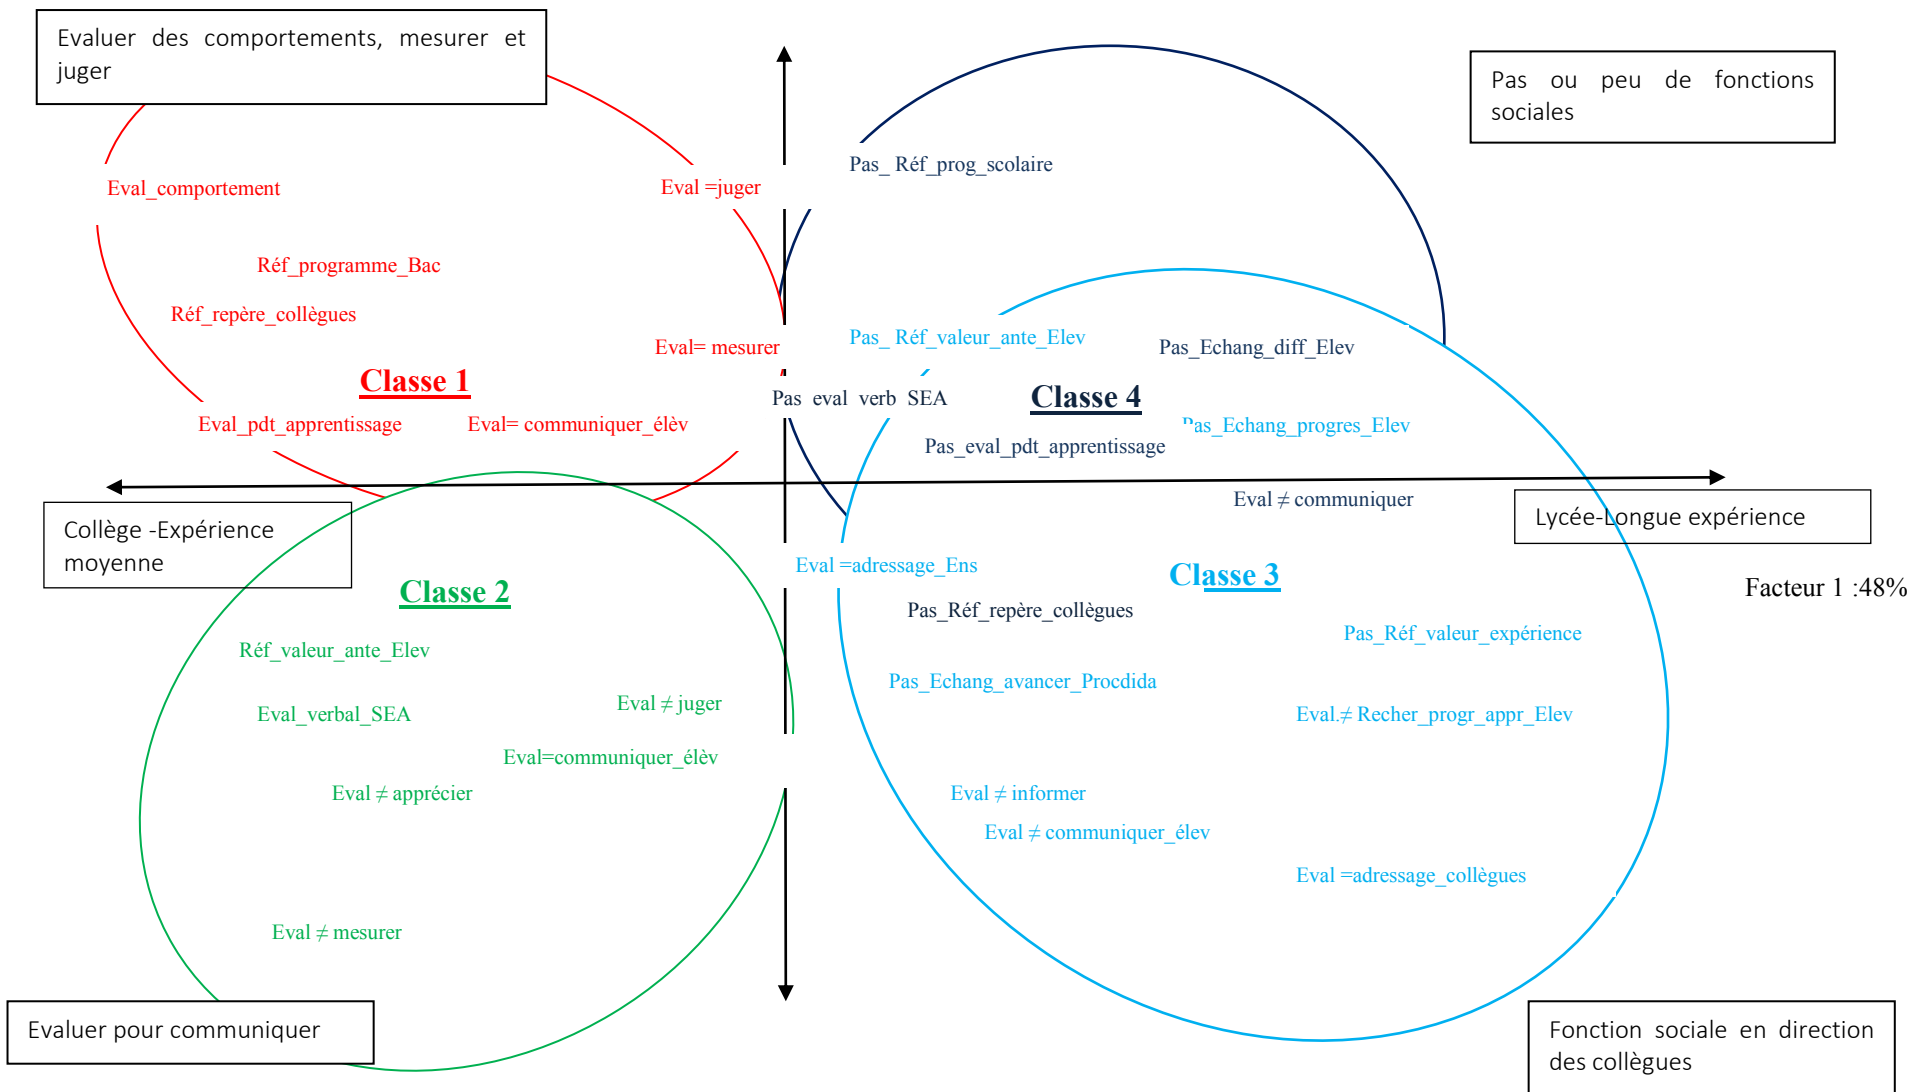 Evaluer des comportements, mesurer et
juger
Pas ou peu de fonctions
sociales
Pas_ Réf_prog_scolaire
Eval_comportement
Eval =juger
Réf_programme_Bac
Réf_repère_collègues
Eval= mesurer
Pas_ Réf_valeur_ante_Elev
Pas_Echang_diff_Elev
Classe 1
Pas eval verb SEA
Classe 4
Eval_pdt_apprentissage
Eval= communiquer_élèv
Pas_Echang_progres_Elev
Pas_eval_pdt_apprentissage
Eval ≠ communiquer
Collège -Expérience
moyenne
Lycée-Longue expérience
Eval =adressage_Ens
Classe 3
Classe 2
Facteur 1 :48%
Pas_Réf_repère_collègues
Pas_Réf_valeur_expérience
Réf_valeur_ante_Elev
Pas_Echang_avancer_Procdida
Eval ≠ juger
Eval_verbal_SEA
Eval.≠ Recher_progr_appr_Elev
Eval=communiquer_élèv
Eval ≠ apprécier
Eval ≠ informer
Eval ≠ communiquer_élev
Eval =adressage_collègues
Eval ≠ mesurer
Evaluer pour communiquer
Fonction sociale en direction
des collègues